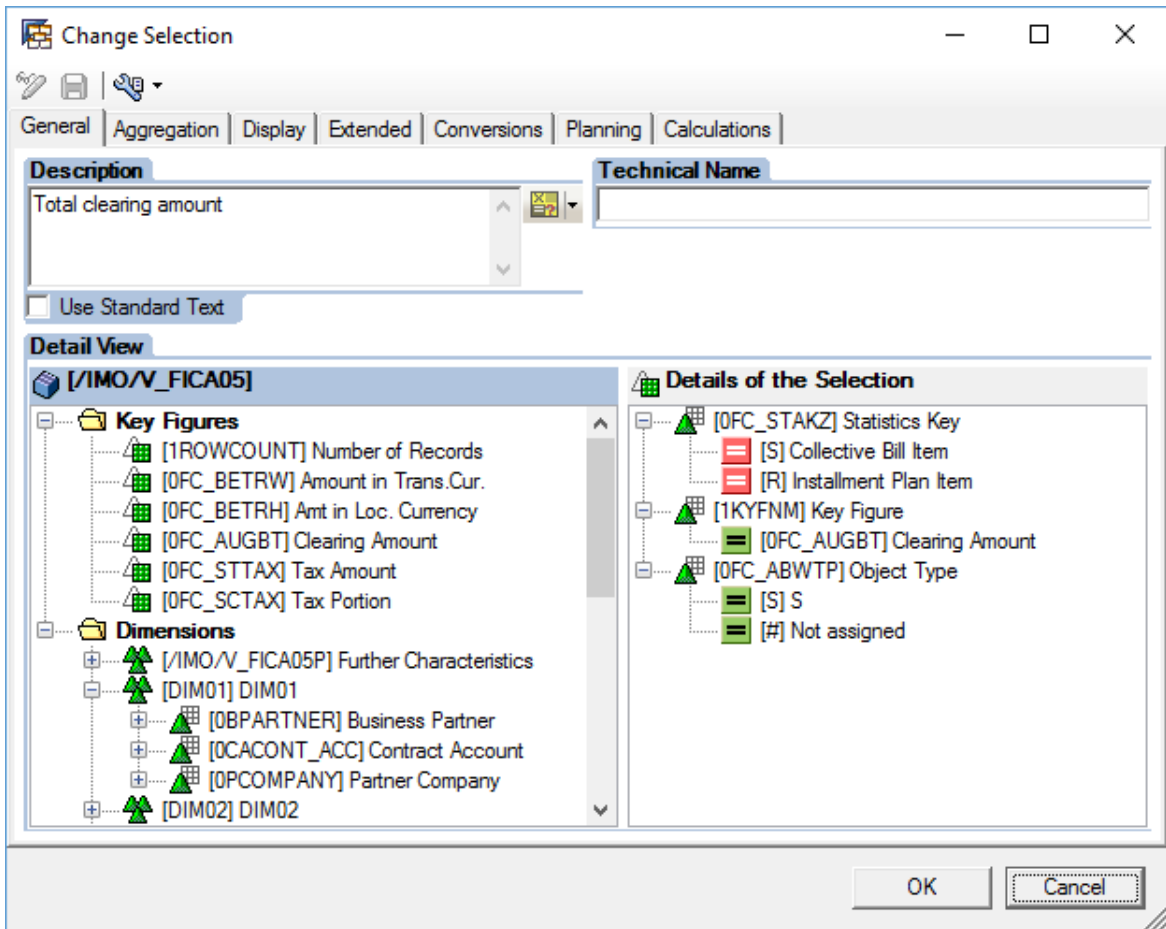 Change Selection
General Aggregation Display Extended Conversions Planning Calculations
Description
Technical Name
Total clearing amount
Use Standard Text
Detail View
[/IMO/V_FICA05]
Key Figures
[1ROWCOUNT] Number of Records
[0FC_BETRW] Amount in Trans.Cur.
[0FC_BETRH] Amt in Loc. Currency
[0FC_AUGBT] Clearing Amount
[0FC_STTAX] Tax Amount
[0FC_SCTAX] Tax Portion
Dimensions
[/IMO/V_FICA05P] Further Characteristics
[DIM01] DIM01
[0BPARTNER] Business Partner
[0CACONT_ACC] Contract Account
[0PCOMPANY] Partner Company
[DIM02] DIM02
Details of the Selection
[0FC_STAKZ] Statistics Key
[S] Collective Bill Item
[R] Installment Plan Item
[1KYFNM] Key Figure
[0FC_AUGBT] Clearing Amount
[0FC_ABWTP] Object Type
[S] S
[#] Not assigned
OK Cancel